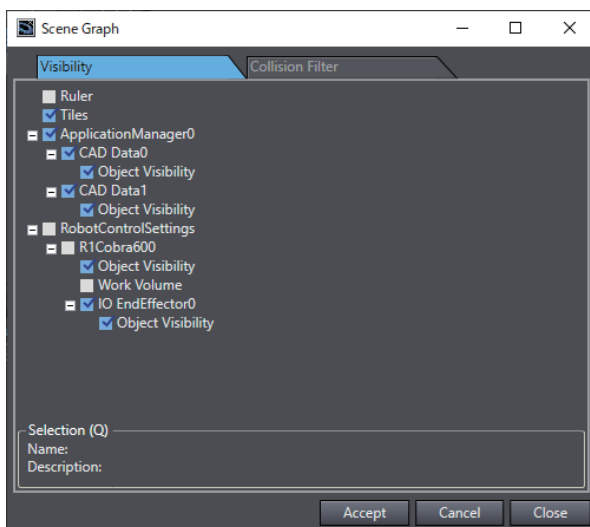 Scene Graph
Visibility
Collision Filter
Ruler
Tiles
ApplicationManager0
CAD Data0
Object Visibility
CAD Data1
Object Visibility
RobotControlSettings
R1Cobra600
Object Visibility
Work Volume
IO EndEffector0
Object Visibility
Selection (Q)
Name:
Description:
Accept
Cancel
Close